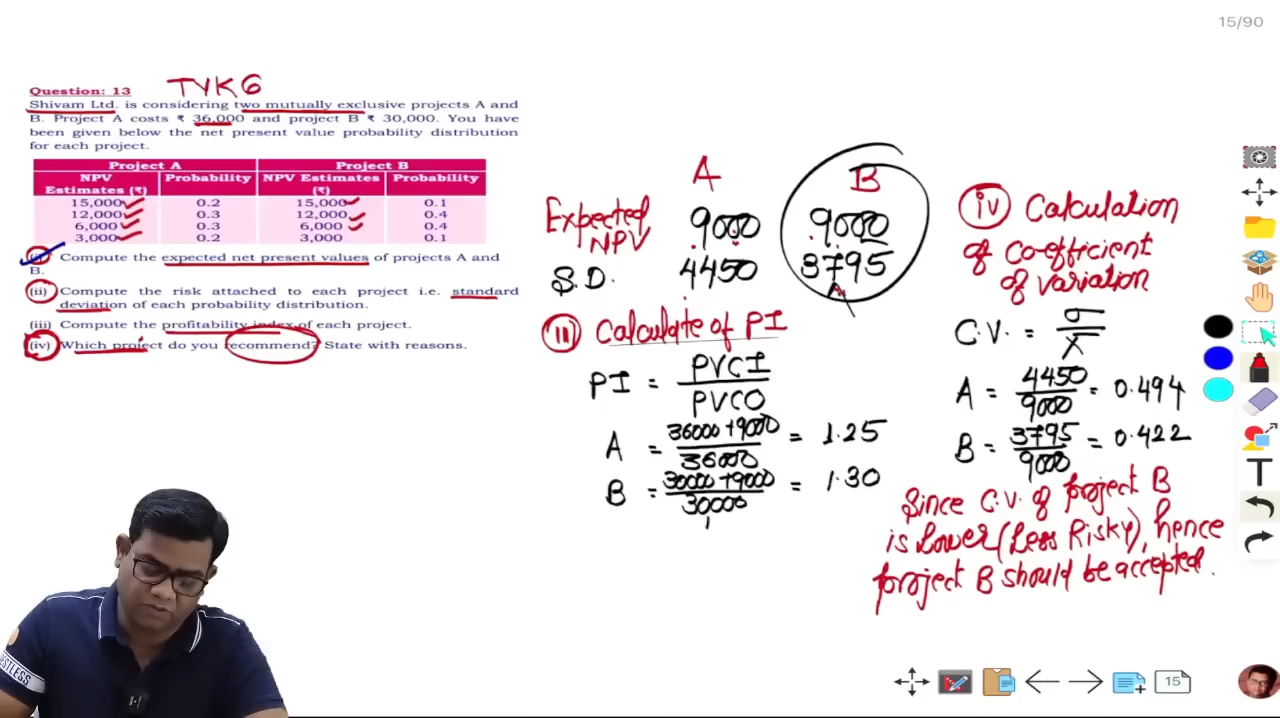 15/90
Question: 13 TYK 6
Shivam Ltd. is considering two mutually exclusive projects A and
B. Project A costs ₹ 36,000 and project B ₹ 30,000. You have
been given below the net present value probability distribution
for each project.
Project A Project B
NPV Estimates (₹) Probability NPV Estimates (₹) Probability
15,000 0.2 15,000 0.1
12,000 0.3 12,000 0.4
6,000 0.3 6,000 0.4
3,000 0.2 3,000 0.1
(i) Compute the expected net present values of projects A and
B.
(ii) Compute the risk attached to each project i.e. standard
deviation of each probability distribution.
(iii) Compute the profitability index of each project.
(iv) Which project do you recommend? State with reasons.
A B
Expected NPV 9000 9000
S.D. 4450 3795
(iii) Calculate of PI
PI = PVCI / PVCO
A = 36000+9000 / 36000 = 1.25
B = 30000+9000 / 30000 = 1.30
(iv) Calculation
of co-efficient
of variation
C.V. = σ / X
A = 4450 / 9000 = 0.494
B = 3795 / 9000 = 0.422
Since C.V. of project B
is lower (Less Risky), hence
project B should be accepted.
T
15